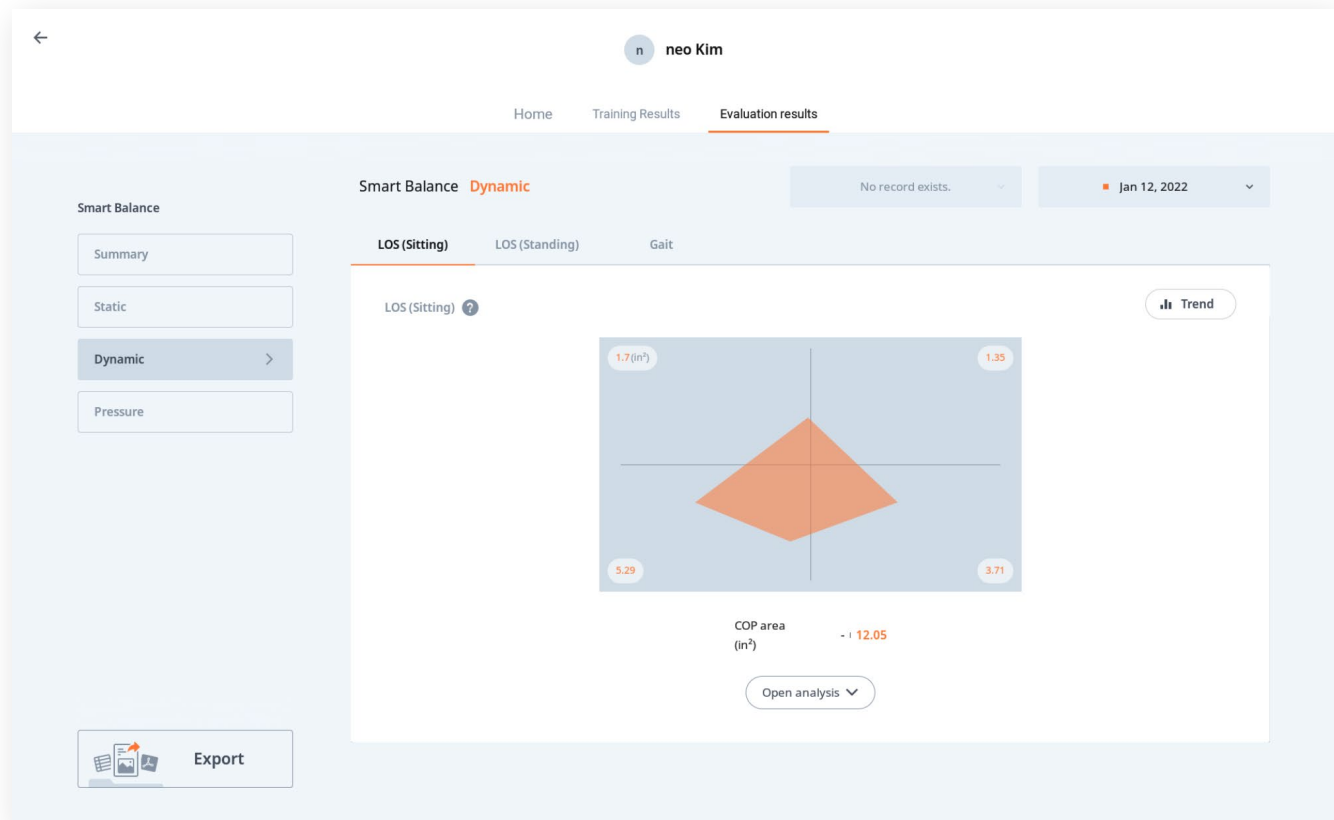 n neo Kim
Home Training Results Evaluation results
Smart Balance
Summary
Static
Dynamic
Pressure
Export
Smart Balance Dynamic
No record exists.
Jan 12, 2022
LOS (Sitting) LOS (Standing) Gait
LOS (Sitting) ?
Trend
1.7(in²) 1.35
5.29 3.71
COP area
(in²)
- 12.05
Open analysis